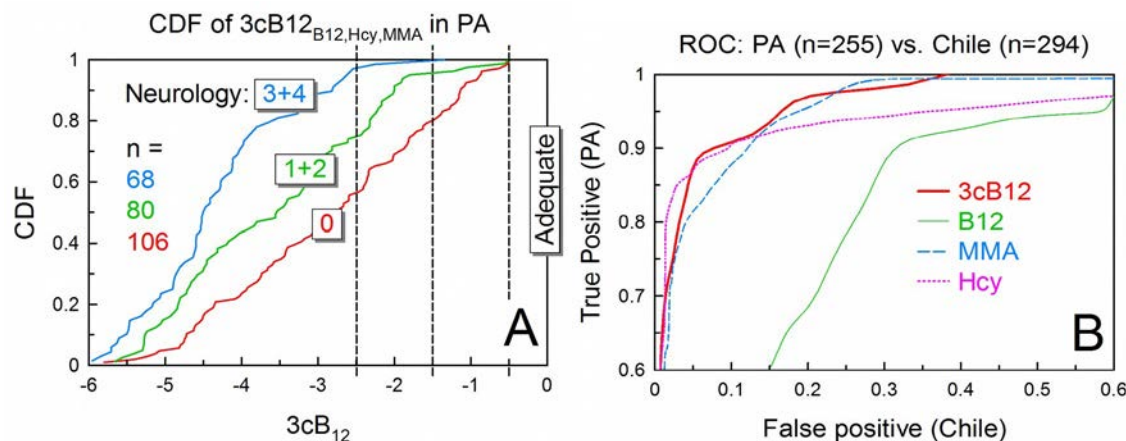 CDF of 3cB12B12,Hcy,MMA in PA
Neurology: 3+4
n =
68
80
106
1+2
0
Adequate
A
CDF
1
0.8
0.6
0.4
0.2
0
-6 -5 -4 -3 -2 -1 0
3cB12
ROC: PA (n=255) vs. Chile (n=294)
True Positive (PA)
1
0.9
0.8
0.7
0.6
3cB12
B12
MMA
Hcy
B
0 0.1 0.2 0.3 0.4 0.5 0.6
False positive (Chile)